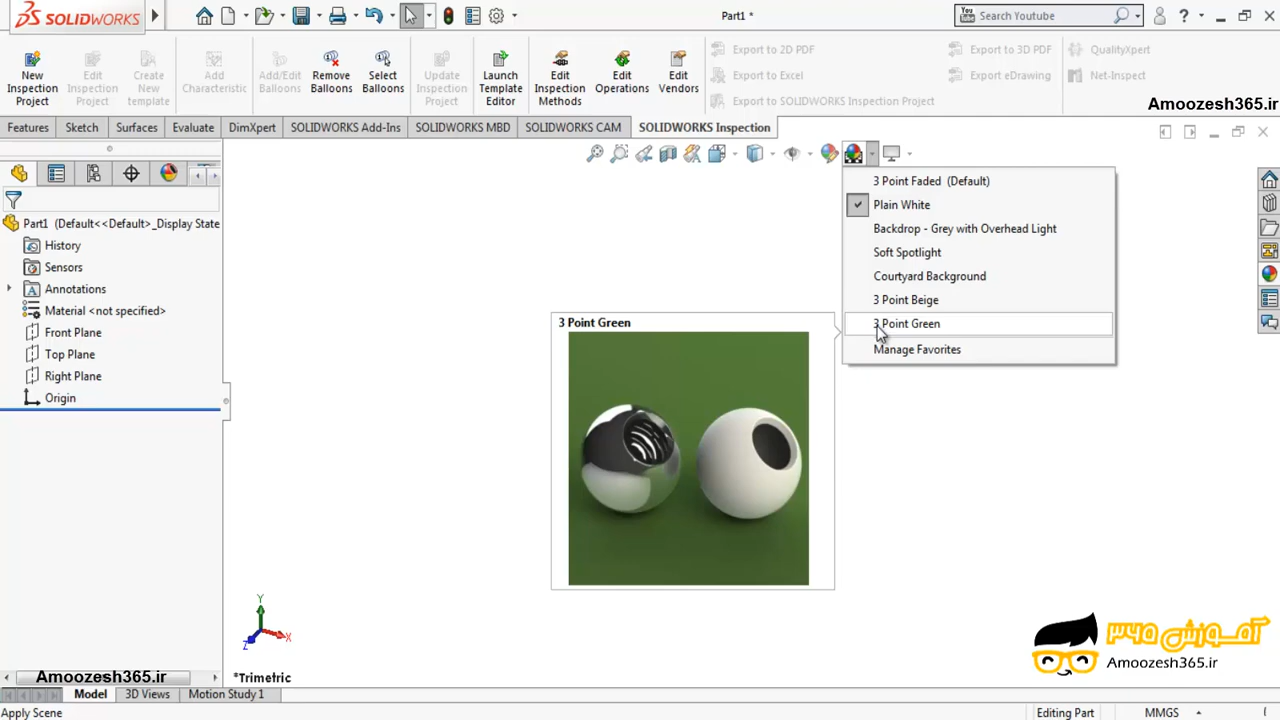 SOLIDWORKS
Part1 *
Search Youtube
New Inspection Project
Edit Inspection Project
Create New template
Add Characteristic
Add/Edit Balloons
Remove Balloons
Select Balloons
Update Inspection Project
Launch Template Editor
Edit Inspection Methods
Edit Operations
Edit Vendors
Export to 2D PDF
Export to Excel
Export to SOLIDWORKS Inspection Project
Export to 3D PDF
Export eDrawing
QualityXpert
Net-Inspect
Amoozesh365.ir
Features
Sketch
Surfaces
Evaluate
DimXpert
SOLIDWORKS Add-Ins
SOLIDWORKS MBD
SOLIDWORKS CAM
SOLIDWORKS Inspection
Part1 (Default<<Default>_Display State
History
Sensors
Annotations
Material <not specified>
Front Plane
Top Plane
Right Plane
Origin
3 Point Faded (Default)
Plain White
Backdrop - Grey with Overhead Light
Soft Spotlight
Courtyard Background
3 Point Beige
3 Point Green
Manage Favorites
3 Point Green
Y
X
Z
*Trimetric
آمـوزش ۳۶۵
Amoozesh365.ir
Amoozesh365.ir
Model
3D Views
Motion Study 1
Apply Scene
Editing Part
MMGS